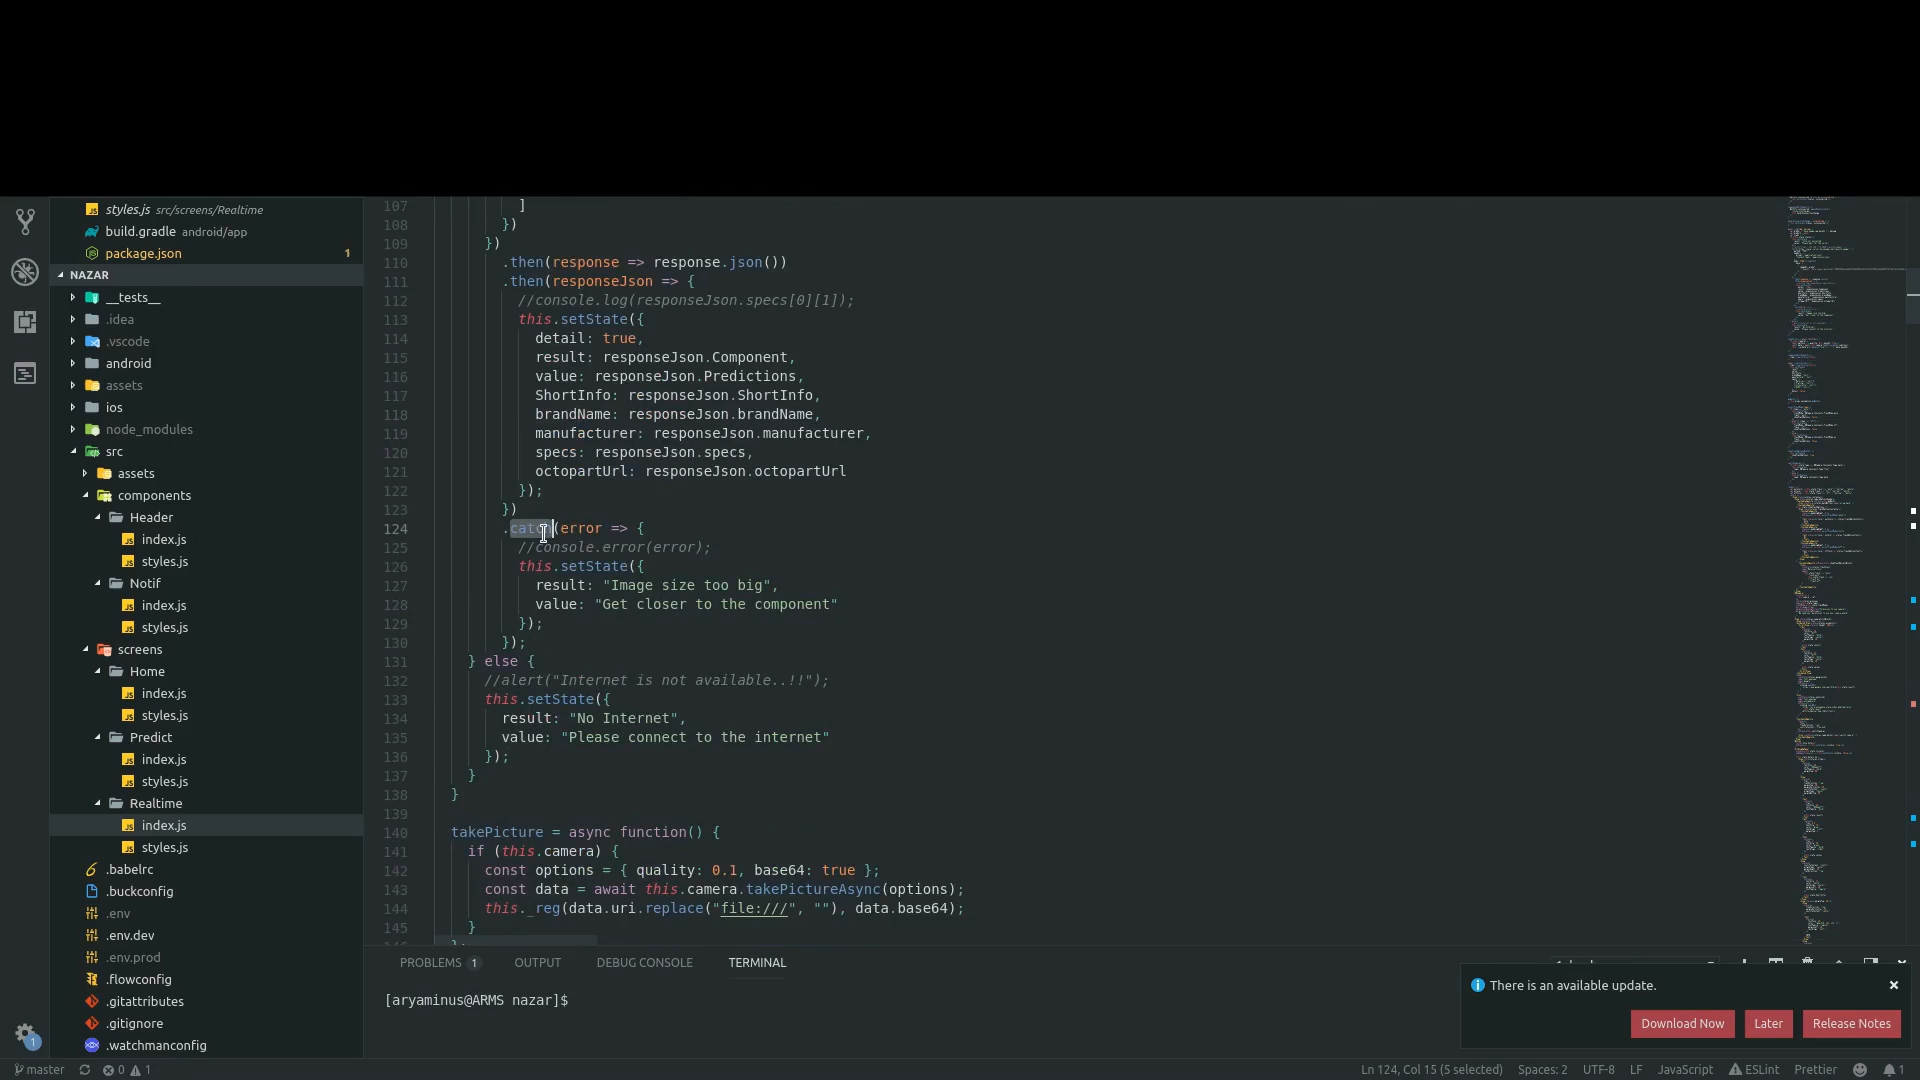 styles.js src/screens/Realtime
build.gradle android/app
package.json 1
NAZAR
__tests__
.idea
.vscode
android
assets
ios
node_modules
src
assets
components
Header
index.js
styles.js
Notif
index.js
styles.js
screens
Home
index.js
styles.js
Predict
index.js
styles.js
Realtime
index.js
styles.js
.babelrc
.buckconfig
.env
.env.dev
.env.prod
.flowconfig
.gitattributes
.gitignore
.watchmanconfig
1
107 ]
108 })
109 })
110 .then(response => response.json())
111 .then(responseJson => {
112 //console.log(responseJson.specs[0][1]);
113 this.setState({
114 detail: true,
115 result: responseJson.Component,
116 value: responseJson.Predictions,
117 ShortInfo: responseJson.ShortInfo,
118 brandName: responseJson.brandName,
119 manufacturer: responseJson.manufacturer,
120 specs: responseJson.specs,
121 octopartUrl: responseJson.octopartUrl
122 });
123 })
124 .catch(error => {
125 //console.error(error);
126 this.setState({
127 result: "Image size too big",
128 value: "Get closer to the component"
129 });
130 });
131 } else {
132 //alert("Internet is not available..!!");
133 this.setState({
134 result: "No Internet",
135 value: "Please connect to the internet"
136 });
137 }
138 }
139
140 takePicture = async function() {
141 if (this.camera) {
142 const options = { quality: 0.1, base64: true };
143 const data = await this.camera.takePictureAsync(options);
144 this._reg(data.uri.replace("file:///", ""), data.base64);
145 }
PROBLEMS 1 OUTPUT DEBUG CONSOLE TERMINAL
[aryaminus@ARMS nazar]$
There is an available update.
Download Now Later Release Notes
master 0 1 Ln 124, Col 15 (5 selected) Spaces: 2 UTF-8 LF JavaScript ESLint Prettier 1